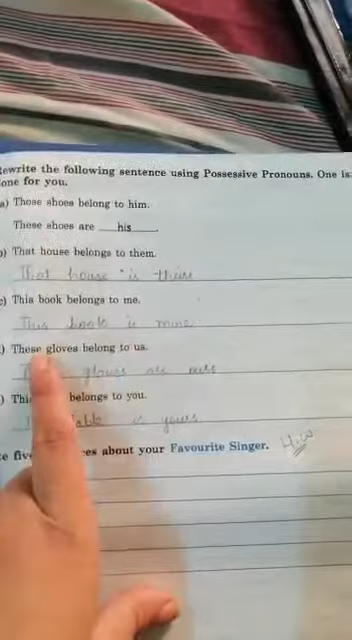 Rewrite the following sentence using Possessive Pronouns. One is
done for you.
a) Those shoes belong to him.
These shoes are his.
b) That house belongs to them.
That house is theirs
c) This book belongs to me.
This book is mine
) These gloves belong to us.
gloves are ours
) Thi belongs to you.
table is yours
e five es about your Favourite Singer. H.W